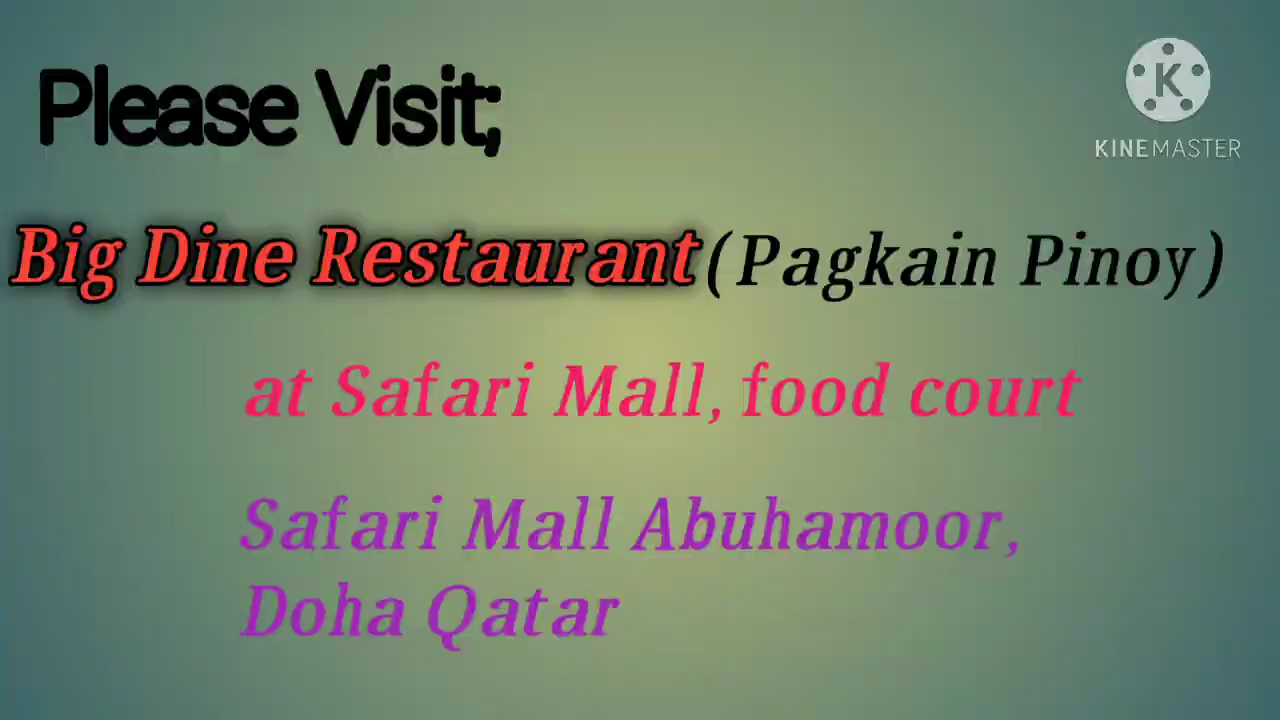 Please Visit;
K
KINEMASTER
Big Dine Restaurant (Pagkain Pinoy)
at Safari Mall, food court
Safari Mall Abuhamoor,
Doha Qatar